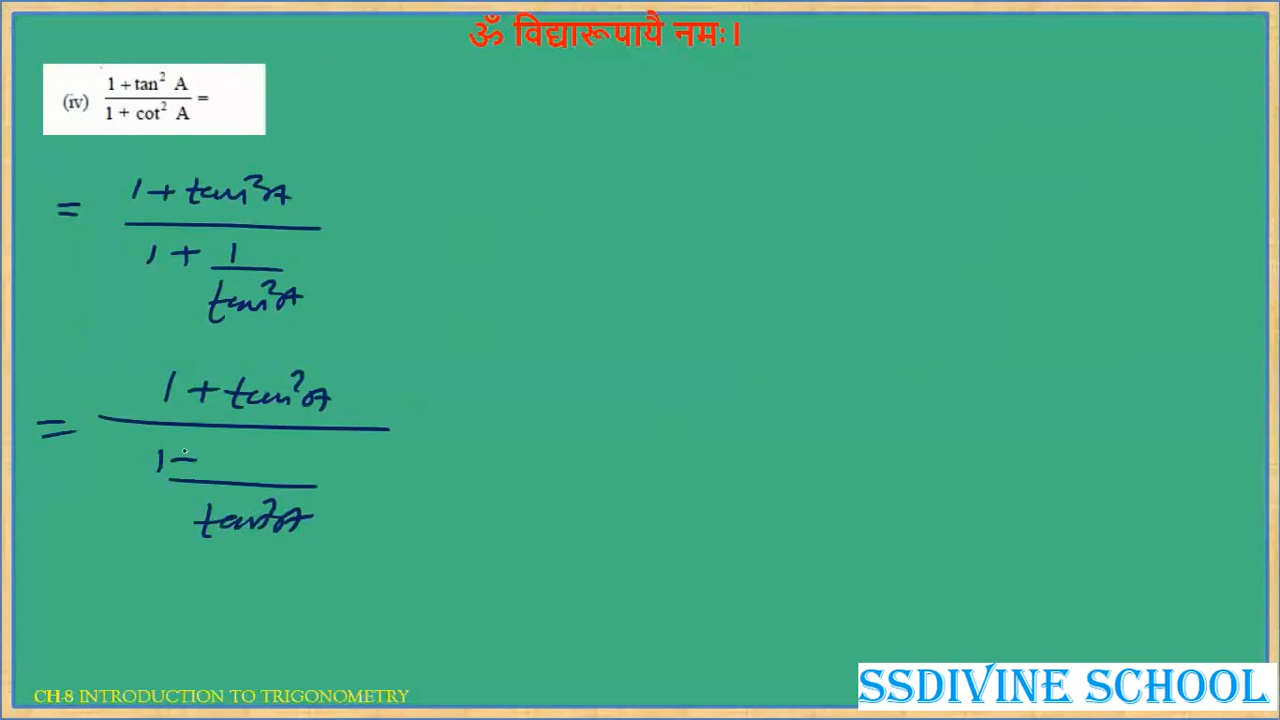 ॐ विद्यारूपायै नमः।
(iv) 1 + tan² A
1 + cot² A =
= 1 + tan²A
1 + 1
tan²A
= 1 + tan²A
1 −
tan²A
CH-8 INTRODUCTION TO TRIGONOMETRY
SSDIVINE SCHOOL